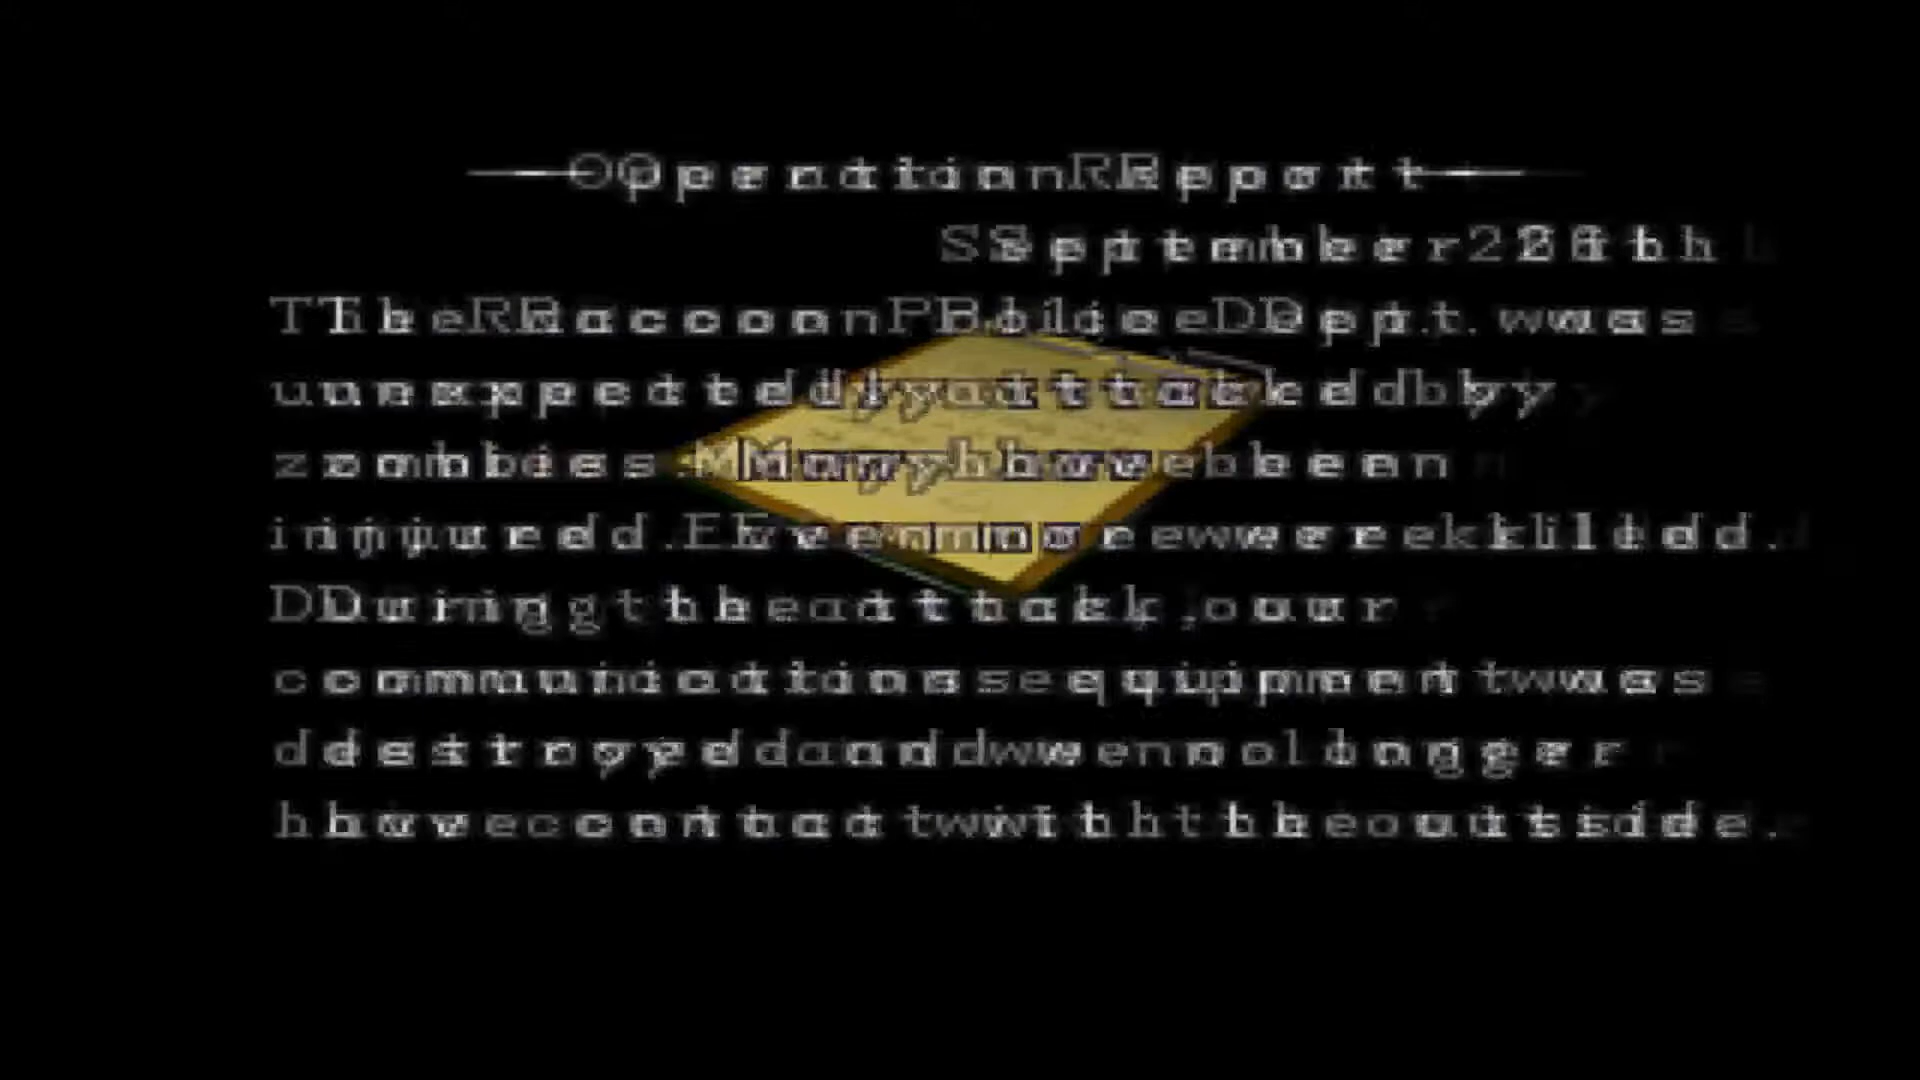 —Operation Report—
September 26th
The Raccoon Police Dept. was
unexpectedly attacked by
zombies. Many have been
injured. Even more were killed.
During the attack, our
communications equipment was
destroyed and we no longer
have contact with the outside.